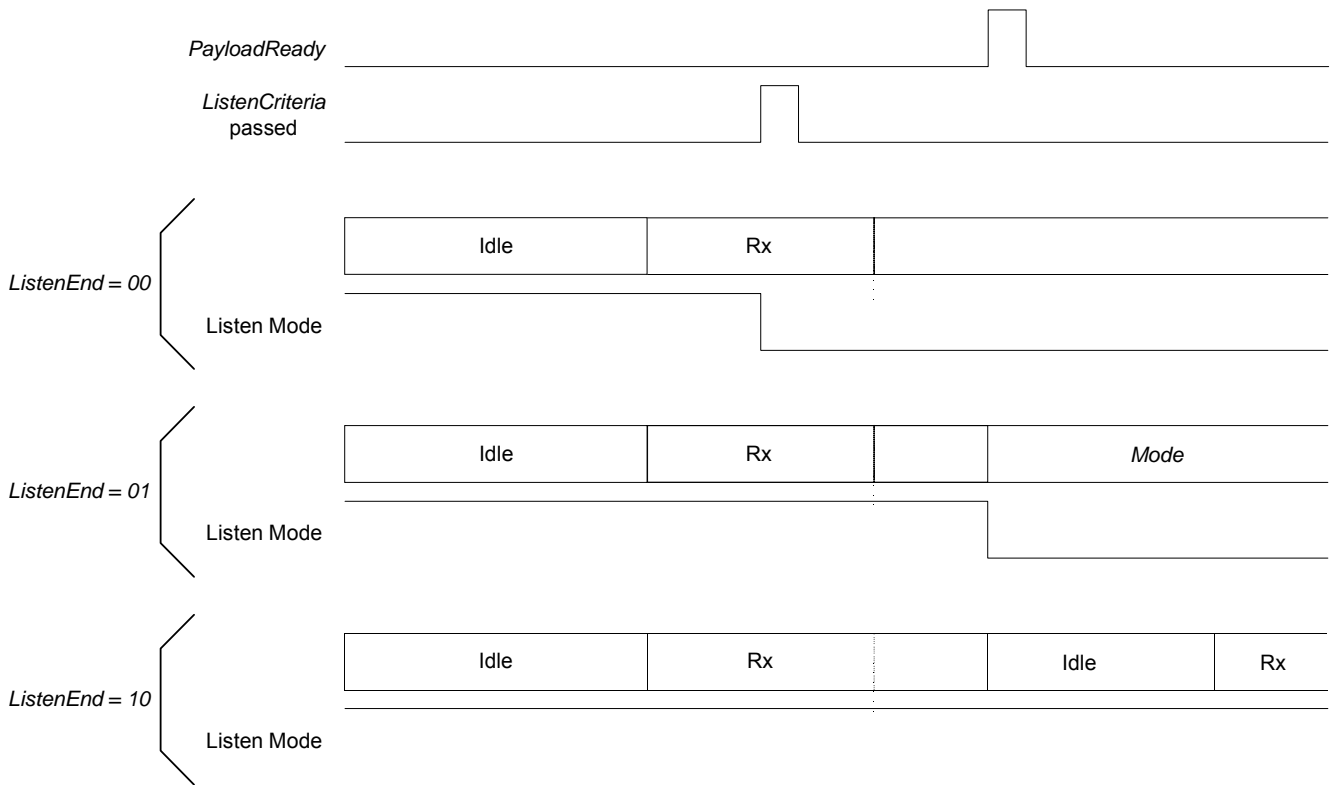 PayloadReady
ListenCriteria
passed
ListenEnd = 00
Idle
Rx
Listen Mode
ListenEnd = 01
Idle
Rx
Mode
Listen Mode
ListenEnd = 10
Idle
Rx
Idle
Rx
Listen Mode